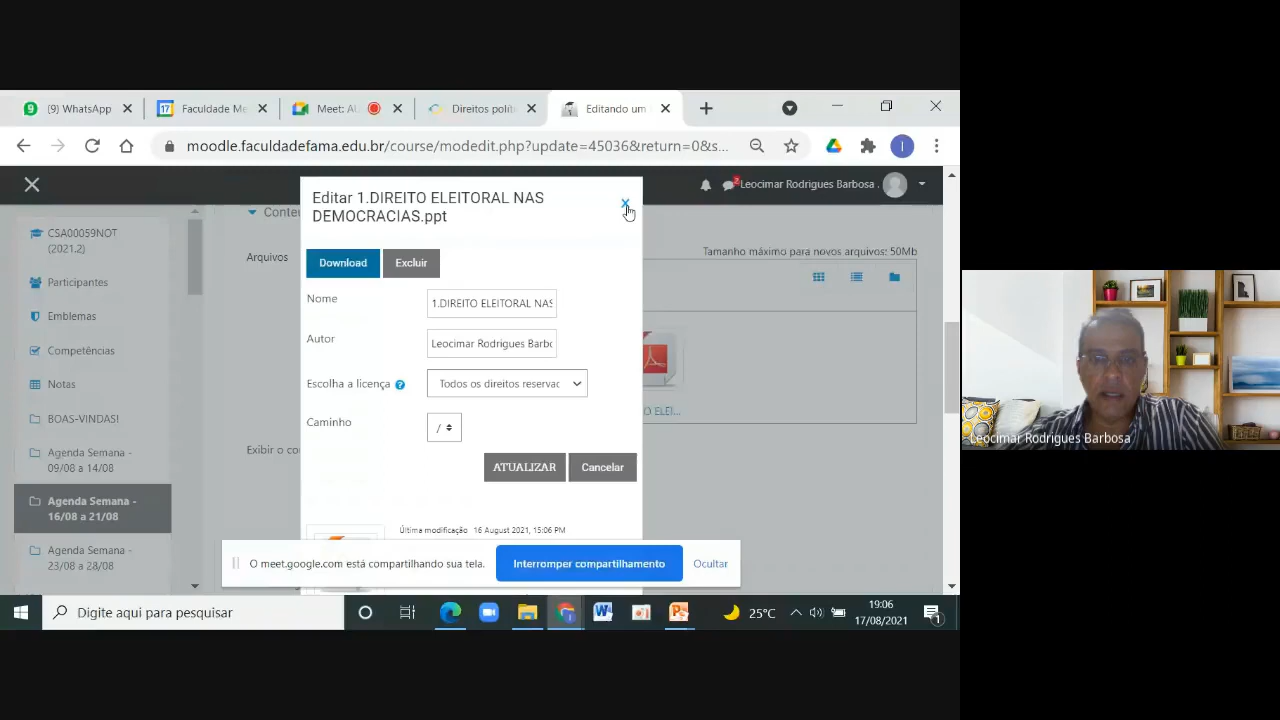 (9) WhatsApp
Faculdade Me
Meet:
Direitos polít
Editando um
moodle.faculdadefama.edu.br/course/modedit.php?update=45036&return=0&s...
I
Leocimar Rodrigues Barbosa .
Editar 1.DIREITO ELEITORAL NAS
DEMOCRACIAS.ppt
Download
Excluir
Nome
1.DIREITO ELEITORAL NAS
Autor
Leocimar Rodrigues Barbo
Escolha a licença
Todos os direitos reservac
Caminho
/
ATUALIZAR
Cancelar
Última modificação 16 August 2021, 15:06 PM
CSA00059NOT
(2021.2)
Participantes
Emblemas
Competências
Notas
BOAS-VINDAS!
Agenda Semana -
09/08 a 14/08
Agenda Semana -
16/08 a 21/08
Agenda Semana -
23/08 a 28/08
Arquivos
Tamanho máximo para novos arquivos: 50Mb
Exibir o co
O meet.google.com está compartilhando sua tela.
Interromper compartilhamento
Ocultar
Digite aqui para pesquisar
25°C
19:06
17/08/2021
Leocimar Rodrigues Barbosa